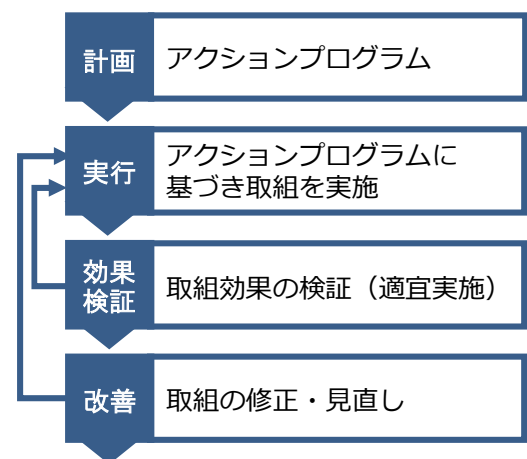 計画
アクションプログラム
実行
アクションプログラムに
基づき取組を実施
効果
検証
取組効果の検証（適宜実施）
改善
取組の修正・見直し